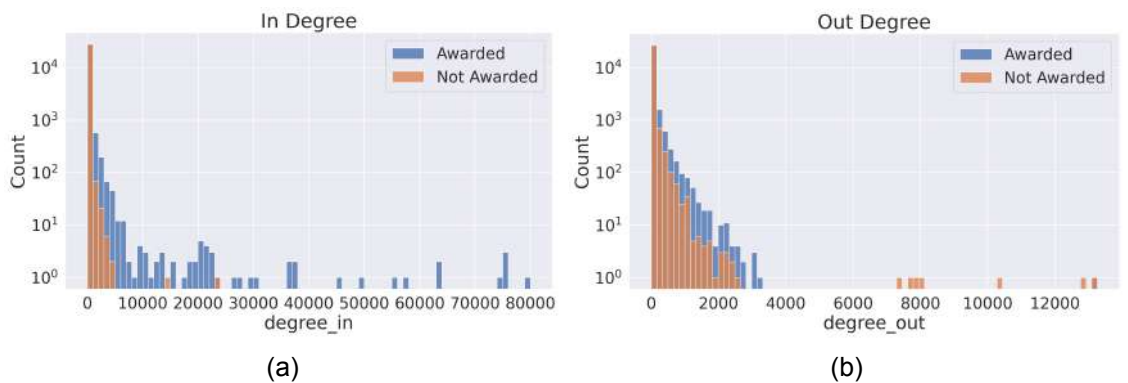 In Degree
Awarded
Not Awarded
Count
10⁴
10³
10²
10¹
10⁰
0 10000 20000 30000 40000 50000 60000 70000 80000
degree_in
(a)
Out Degree
Awarded
Not Awarded
Count
10⁴
10³
10²
10¹
10⁰
0 2000 4000 6000 8000 10000 12000
degree_out
(b)